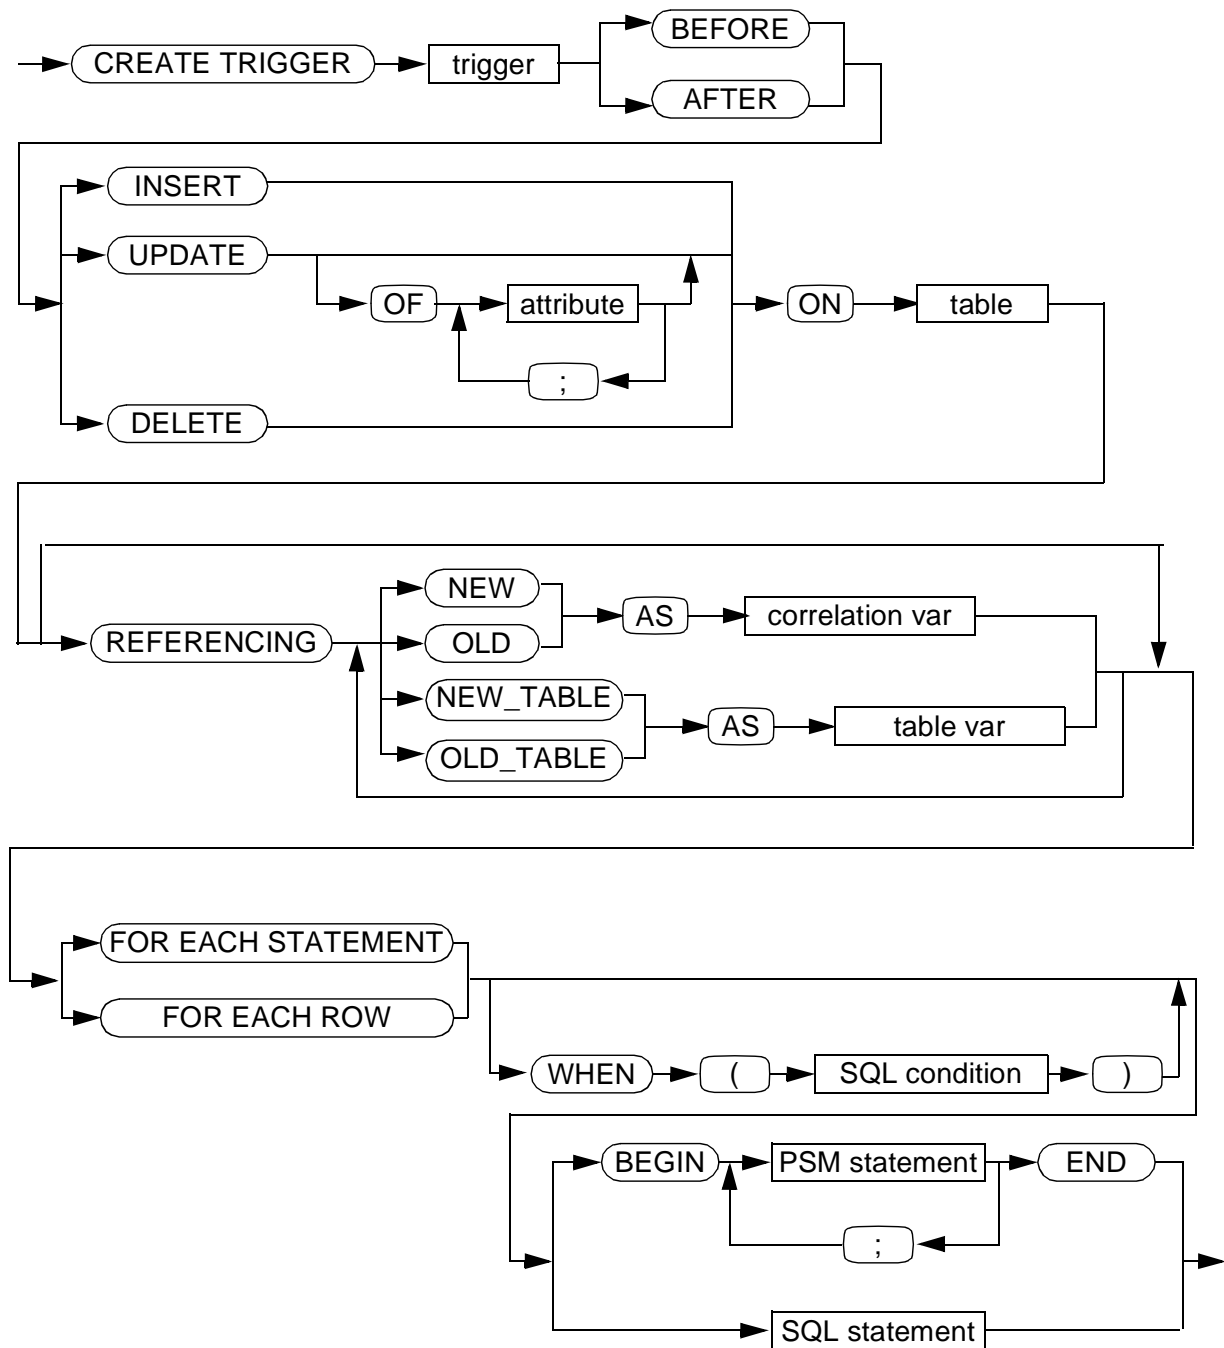 CREATE TRIGGER
trigger
BEFORE
AFTER
INSERT
UPDATE
OF
attribute
;
DELETE
ON
table
REFERENCING
NEW
OLD
AS
correlation var
NEW_TABLE
OLD_TABLE
AS
table var
FOR EACH STATEMENT
FOR EACH ROW
WHEN
(
SQL condition
)
BEGIN
PSM statement
END
;
SQL statement